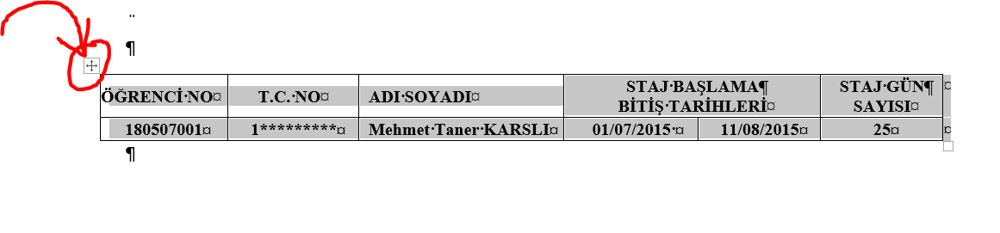 ÖĞRENCİ NO T.C. NO ADI SOYADI STAJ BAŞLAMA BİTİŞ TARİHLERİ STAJ GÜN SAYISI
180507001 1********* Mehmet Taner KARSLI 01/07/2015 11/08/2015 25